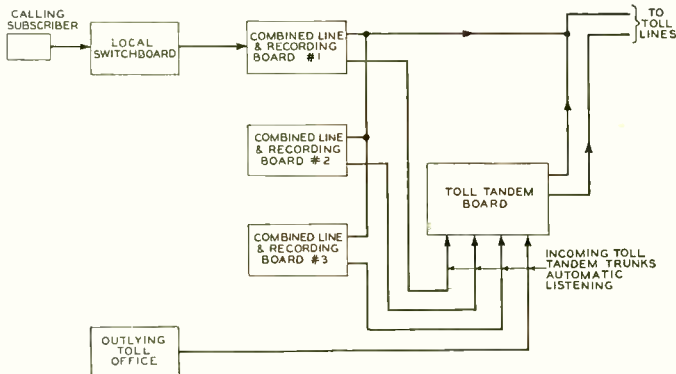 CALLING
SUBSCRIBER
LOCAL
SWITCHBOARD
COMBINED LINE
& RECORDING
BOARD #1
TO
TOLL
LINES
COMBINED LINE
& RECORDING
BOARD #2
TOLL TANDEM
BOARD
COMBINED LINE
& RECORDING
BOARD #3
INCOMING TOLL
TANDEM TRUNKS
AUTOMATIC
LISTENING
OUTLYING
TOLL
OFFICE